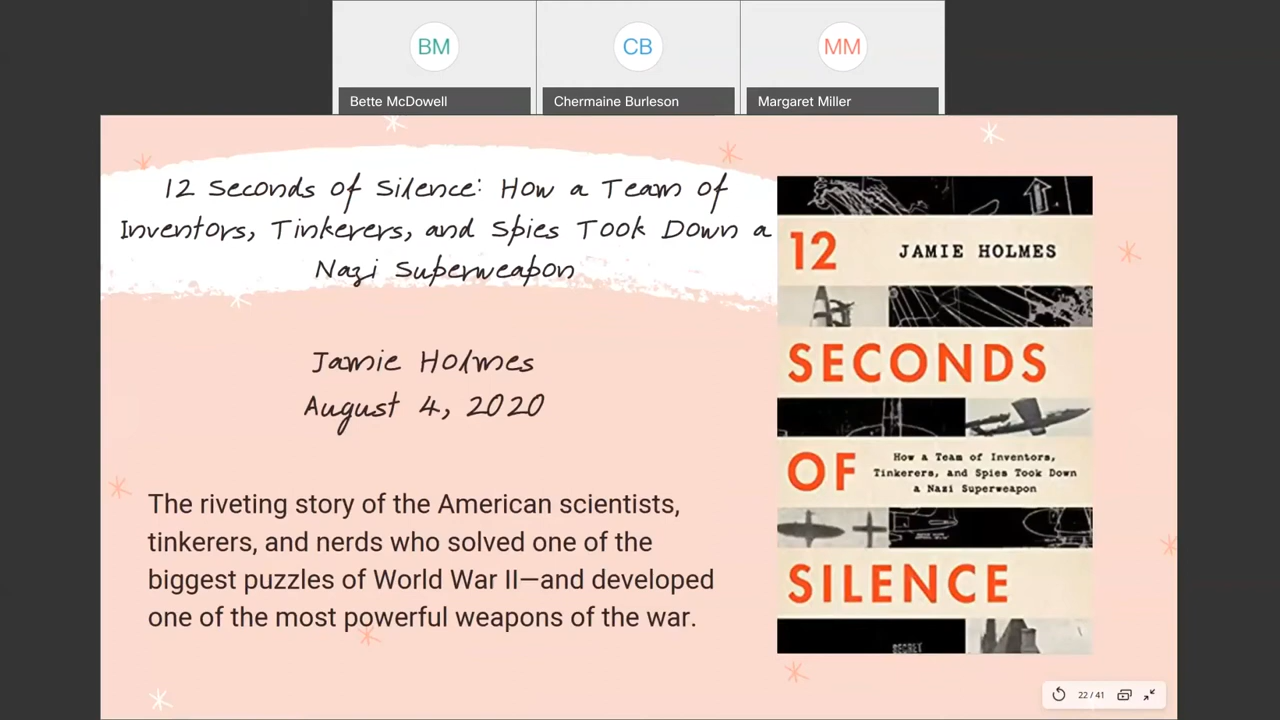 BM
CB
MM
Bette McDowell
Chermaine Burleson
Margaret Miller
12 Seconds of Silence: How a Team of
Inventors, Tinkerers, and Spies Took Down a
Nazi Superweapon
Jamie Holmes
August 4, 2020
The riveting story of the American scientists,
tinkerers, and nerds who solved one of the
biggest puzzles of World War II—and developed
one of the most powerful weapons of the war.
12
JAMIE HOLMES
SECONDS
OF
How a Team of Inventors,
Tinkerers, and Spies Took Down
a Nazi Superweapon
SILENCE
SECRET
22 / 41